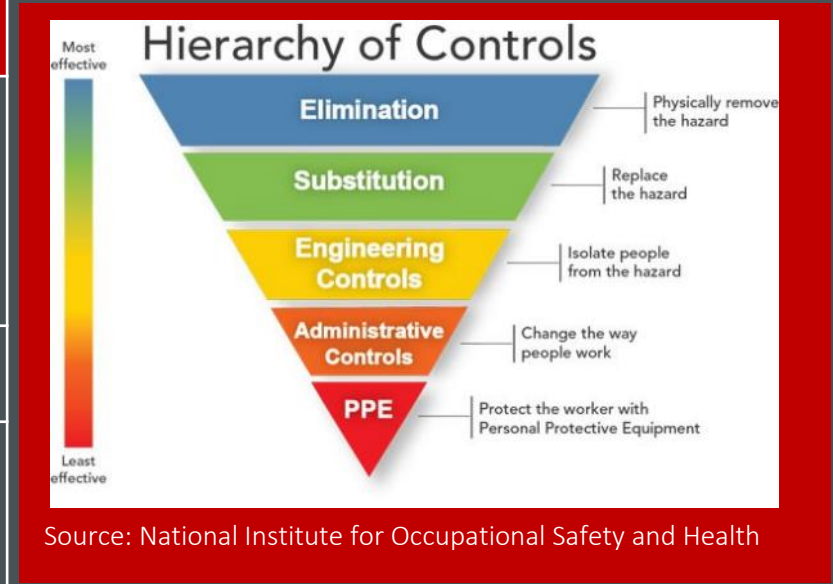 Hierarchy of Controls
Most
effective
Elimination
Physically remove
the hazard
Substitution
Replace
the hazard
Engineering
Controls
Isolate people
from the hazard
Administrative
Controls
Change the way
people work
PPE
Protect the worker with
Personal Protective Equipment
Least
effective
Source: National Institute for Occupational Safety and Health